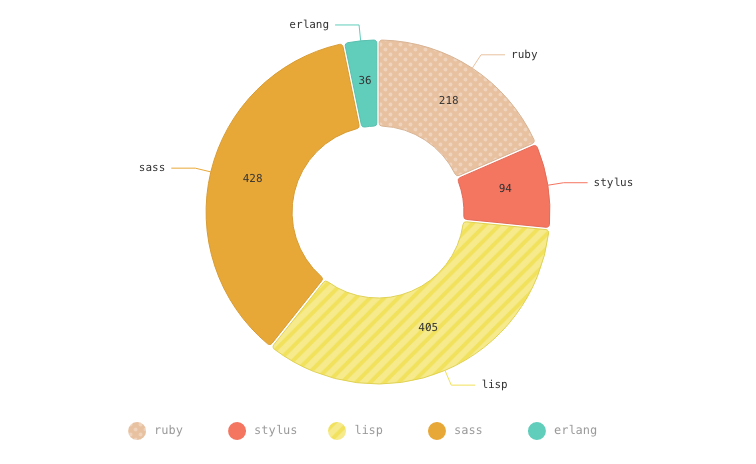 erlang
ruby
36
218
sass
428
94
stylus
405
lisp
ruby stylus lisp sass erlang